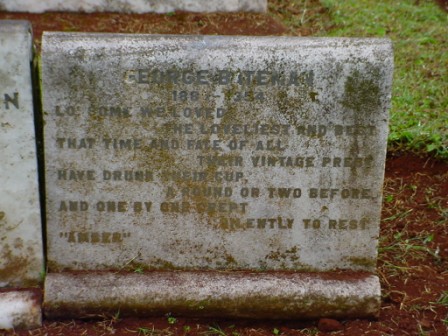 GEORGE BATEMAN
LO SOME WE LOVED
THE LOVELIEST AND BEST
THAT TIME AND FATE OF ALL
THEIR VINTAGE PREST
HAVE DRUNK THEIR CUP
A ROUND OR TWO BEFORE
AND ONE BY ONE CREPT
SILENTLY TO REST
"AMBER"
N